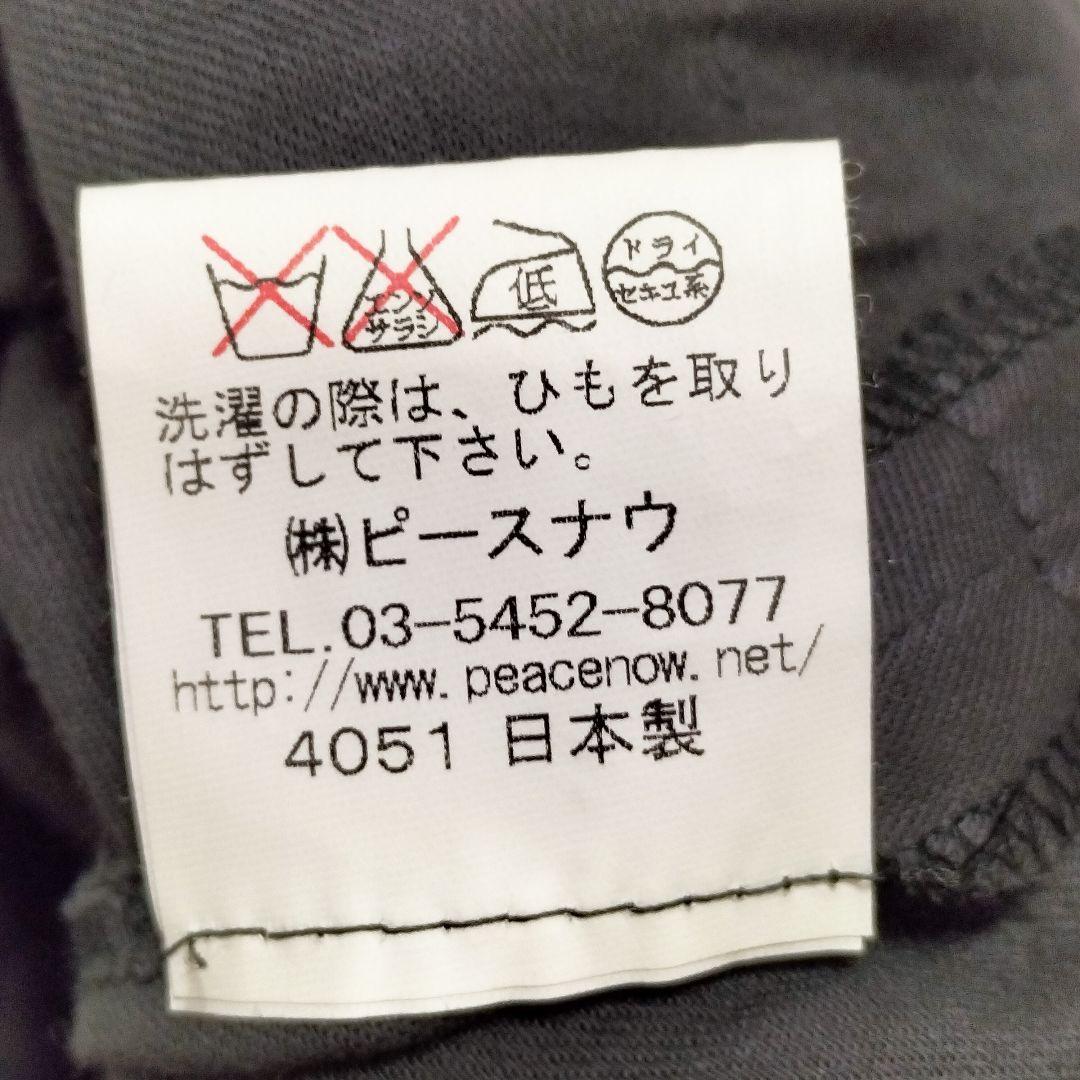 エンソ
サラシ
低
ドライ
セキユ系
洗濯の際は、ひもを取り
はずして下さい。
㈱ピースナウ
TEL.03-5452-8077
http://www.peacenow.net/
4051 日本製